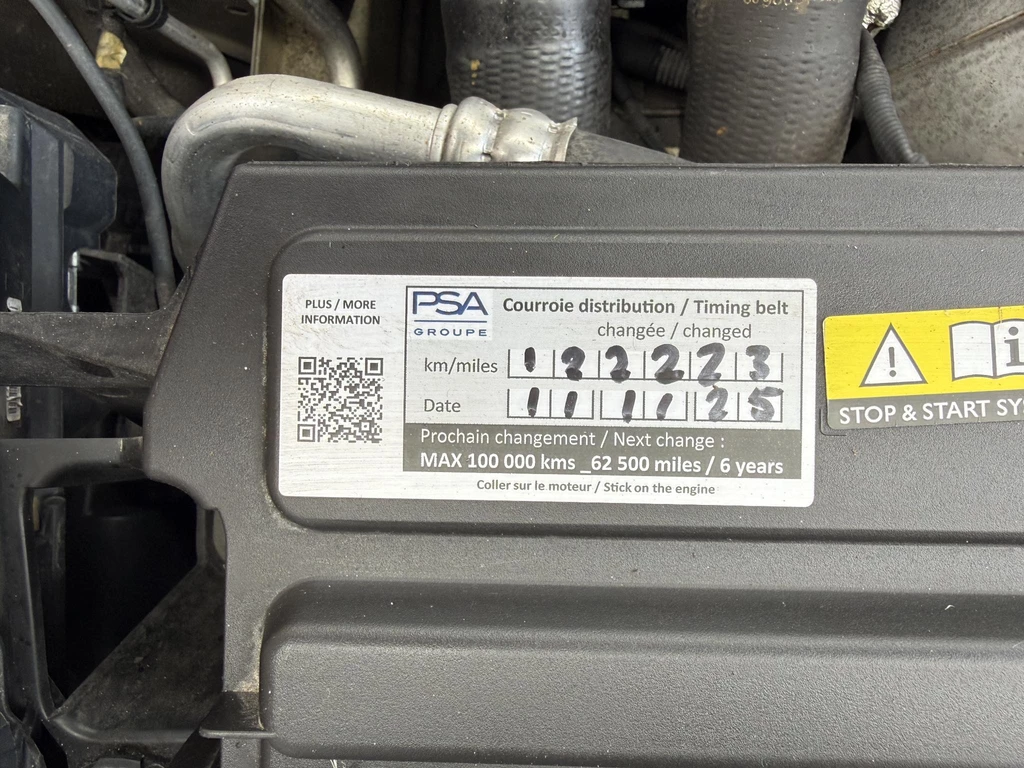 PLUS / MORE
INFORMATION
PSA
GROUPE
Courroie distribution / Timing belt
changée / changed
km/miles 122223
Date 11 11 25
Prochain changement / Next change :
MAX 100 000 kms _62 500 miles / 6 years
Coller sur le moteur / Stick on the engine
STOP & START SY